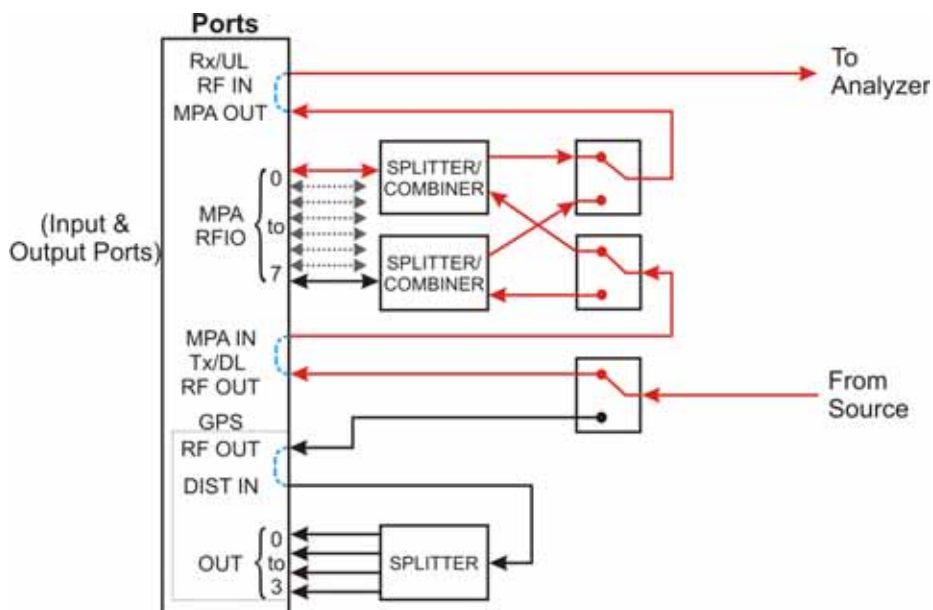 Ports
Rx/UL
RF IN
MPA OUT
To
Analyzer
(Input &
Output Ports)
MPA
RFIO
0
to
7
SPLITTER/
COMBINER
SPLITTER/
COMBINER
MPA IN
Tx/DL
RF OUT
From
Source
GPS
RF OUT
DIST IN
OUT
0
to
3
SPLITTER